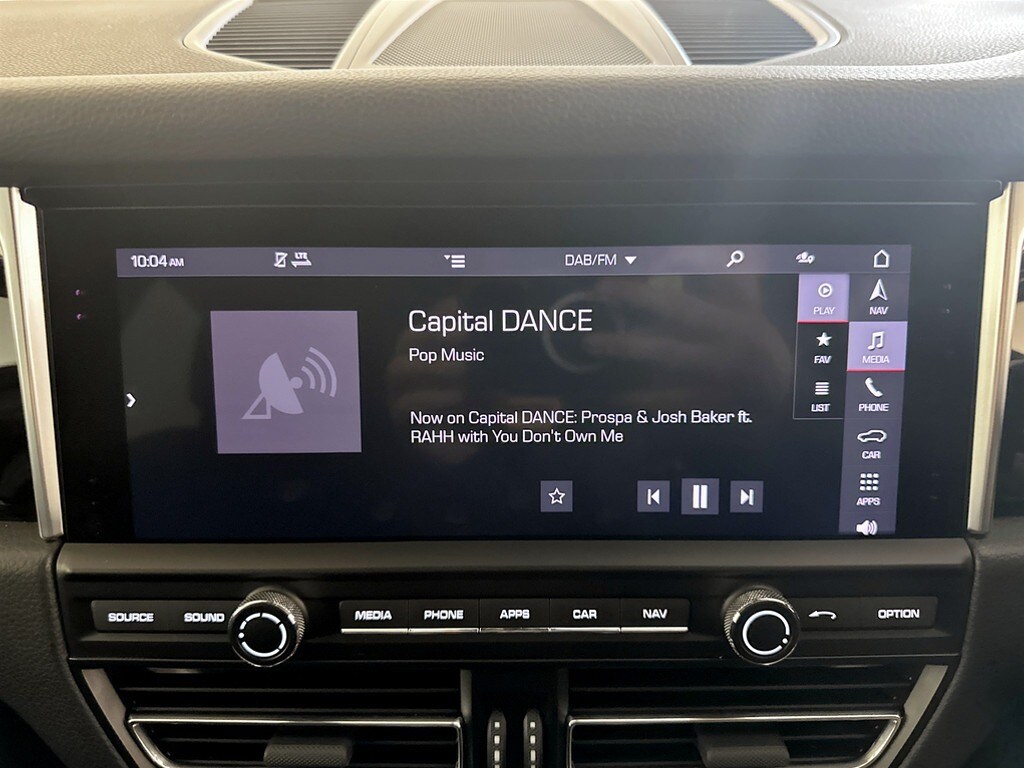 10:04 AM
LTE
DAB/FM
PLAY
NAV
Capital DANCE
Pop Music
FAV
MEDIA
LIST
PHONE
Now on Capital DANCE: Prospa & Josh Baker ft.
RAHH with You Don't Own Me
CAR
APPS
SOURCE SOUND MEDIA PHONE APPS CAR NAV OPTION